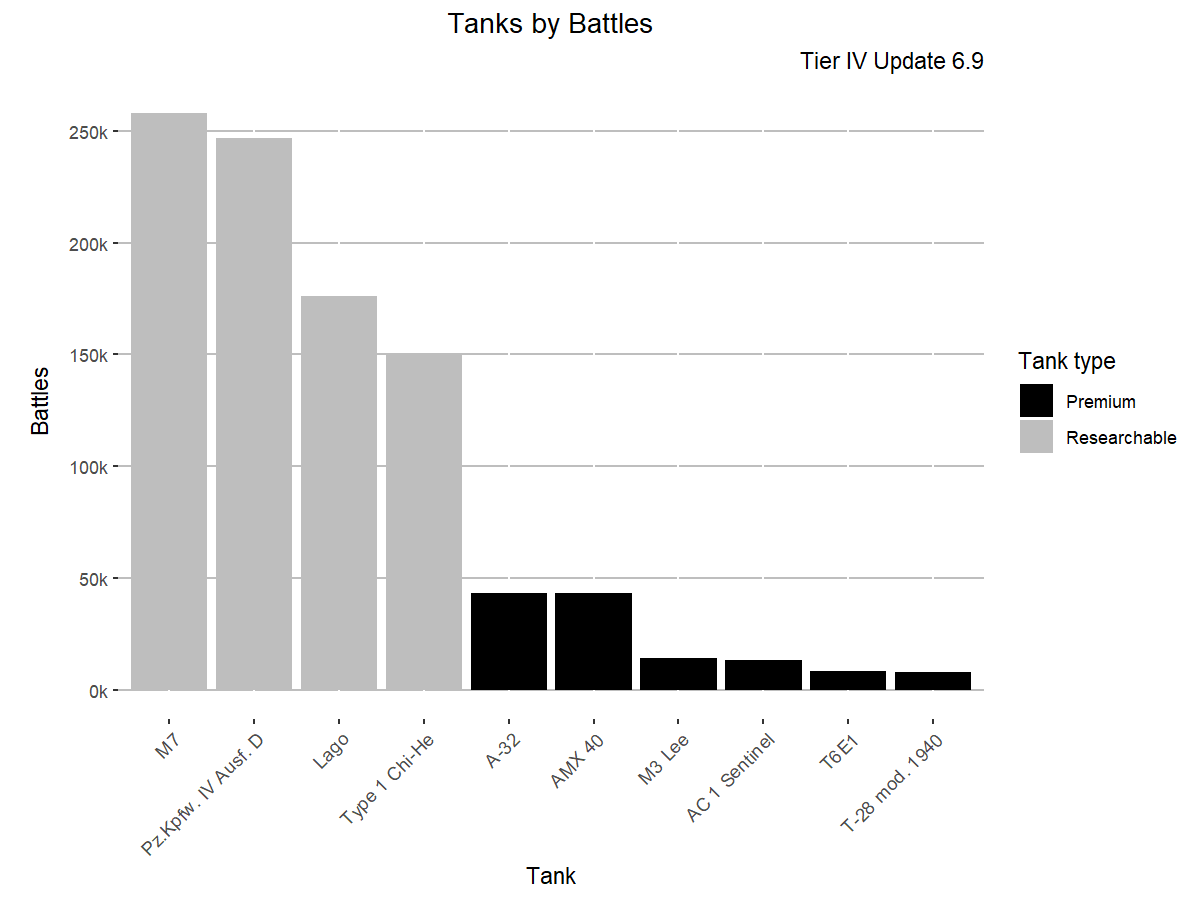 Tanks by Battles
Tier IV Update 6.9
Battles
250k
200k
150k
100k
50k
0k
M7
Pz.Kpfw. IV Ausf. D
Lago
Type 1 Chi-He
A-32
AMX 40
M3 Lee
AC 1 Sentinel
T6E1
T-28 mod. 1940
Tank
Tank type
Premium
Researchable